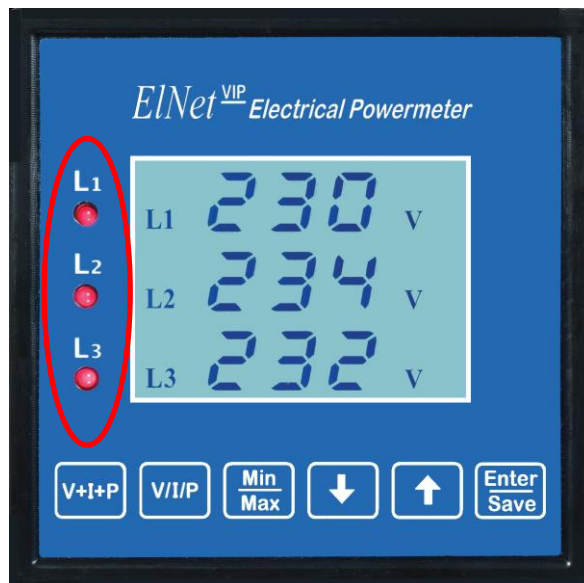 ElNet VIP Electrical Powermeter
L1
L1 230 V
L2
L2 234 V
L3
L3 232 V
V+I+P V/I/P Min Max Enter Save